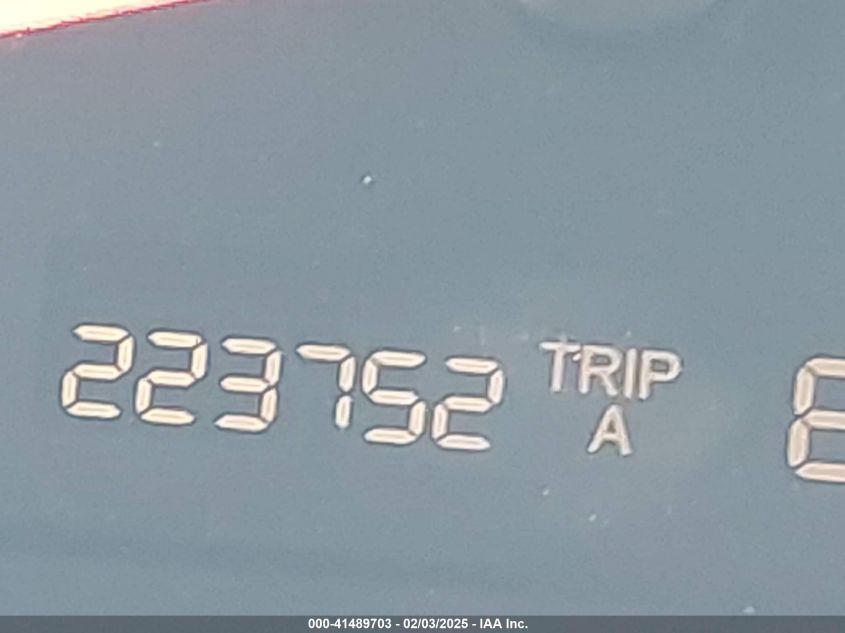 223752 TRIP
A
E
000-41489703 - 02/03/2025 - IAA Inc.